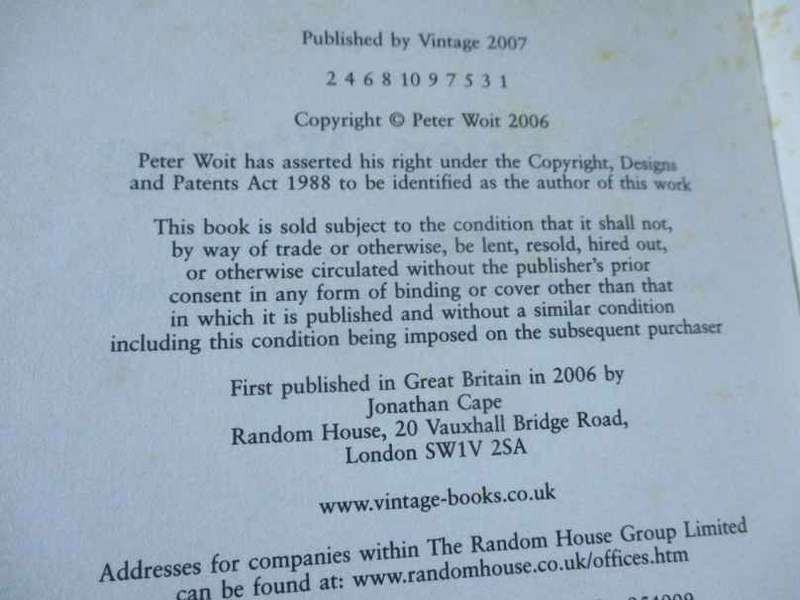 Published by Vintage 2007
2 4 6 8 10 9 7 5 3 1
Copyright © Peter Woit 2006
Peter Woit has asserted his right under the Copyright, Designs
and Patents Act 1988 to be identified as the author of this work
This book is sold subject to the condition that it shall not,
by way of trade or otherwise, be lent, resold, hired out,
or otherwise circulated without the publisher's prior
consent in any form of binding or cover other than that
in which it is published and without a similar condition
including this condition being imposed on the subsequent purchaser
First published in Great Britain in 2006 by
Jonathan Cape
Random House, 20 Vauxhall Bridge Road,
London SW1V 2SA
www.vintage-books.co.uk
Addresses for companies within The Random House Group Limited
can be found at: www.randomhouse.co.uk/offices.htm